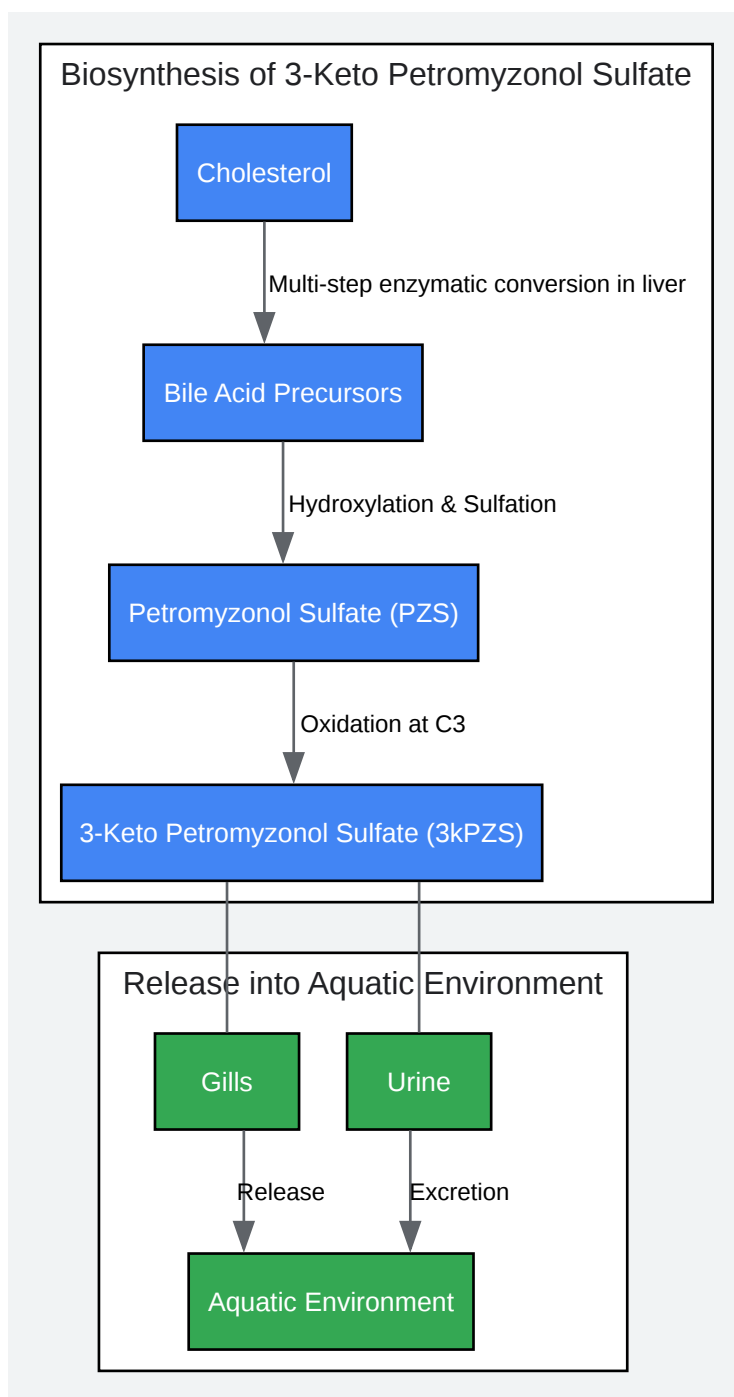 Biosynthesis of 3-Keto Petromyzonol Sulfate
Cholesterol
Multi-step enzymatic conversion in liver
Bile Acid Precursors
Hydroxylation & Sulfation
Petromyzonol Sulfate (PZS)
Oxidation at C3
3-Keto Petromyzonol Sulfate (3kPZS)
Release into Aquatic Environment
Gills
Urine
Release
Excretion
Aquatic Environment